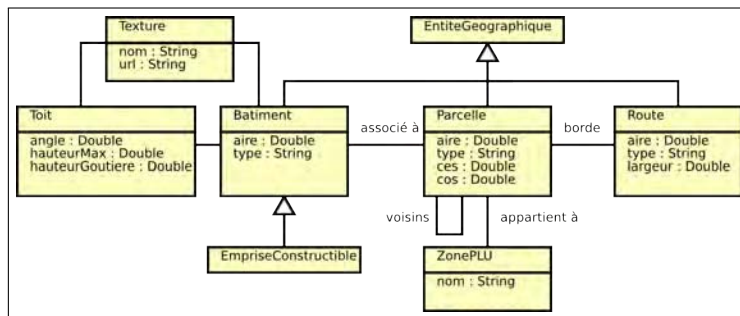 Texture
nom : String
url : String
EntiteGeographique
Toit
angle : Double
hauteurMax : Double
hauteurGoutiere : Double
Batiment
aire : Double
type : String
associé à
Parcelle
aire : Double
type : String
ces : Double
cos : Double
borde
Route
aire : Double
type : String
largeur : Double
voisins
appartient à
EmpriseConstructible
ZonePLU
nom : String